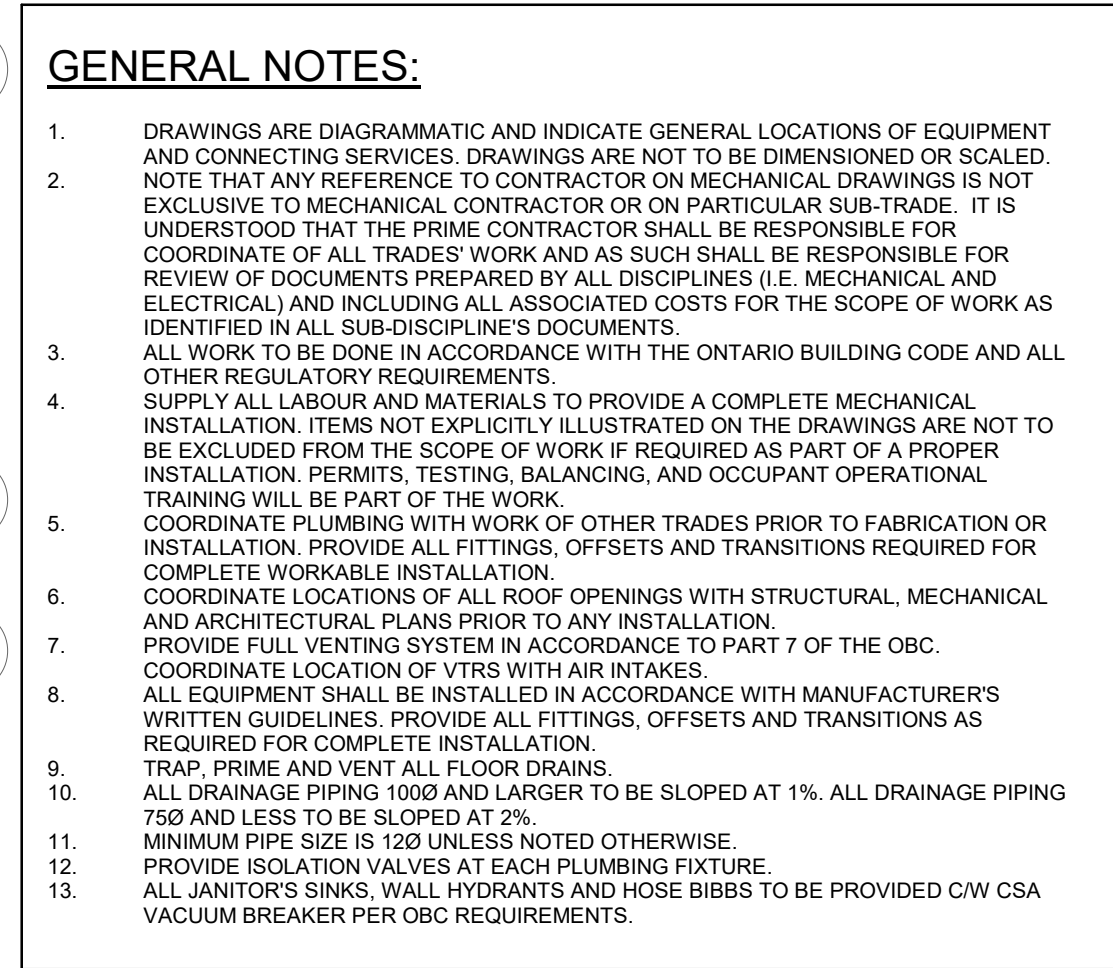 GENERAL NOTES:
1. DRAWINGS ARE DIAGRAMMATIC AND INDICATE GENERAL LOCATIONS OF EQUIPMENT
AND CONNECTING SERVICES. DRAWINGS ARE NOT TO BE DIMENSIONED OR SCALED.
2. NOTE THAT ANY REFERENCE TO CONTRACTOR ON MECHANICAL DRAWINGS IS NOT
EXCLUSIVE TO MECHANICAL CONTRACTOR OR ON PARTICULAR SUB-TRADE. IT IS
UNDERSTOOD THAT THE PRIME CONTRACTOR SHALL BE RESPONSIBLE FOR
COORDINATE OF ALL TRADES' WORK AND AS SUCH SHALL BE RESPONSIBLE FOR
REVIEW OF DOCUMENTS PREPARED BY ALL DISCIPLINES (I.E. MECHANICAL AND
ELECTRICAL) AND INCLUDING ALL ASSOCIATED COSTS FOR THE SCOPE OF WORK AS
IDENTIFIED IN ALL SUB-DISCIPLINE'S DOCUMENTS.
3. ALL WORK TO BE DONE IN ACCORDANCE WITH THE ONTARIO BUILDING CODE AND ALL
OTHER REGULATORY REQUIREMENTS.
4. SUPPLY ALL LABOUR AND MATERIALS TO PROVIDE A COMPLETE MECHANICAL
INSTALLATION. ITEMS NOT EXPLICITLY ILLUSTRATED ON THE DRAWINGS ARE NOT TO
BE EXCLUDED FROM THE SCOPE OF WORK IF REQUIRED AS PART OF A PROPER
INSTALLATION. PERMITS, TESTING, BALANCING, AND OCCUPANT OPERATIONAL
TRAINING WILL BE PART OF THE WORK.
5. COORDINATE PLUMBING WITH WORK OF OTHER TRADES PRIOR TO FABRICATION OR
INSTALLATION. PROVIDE ALL FITTINGS, OFFSETS AND TRANSITIONS REQUIRED FOR
COMPLETE WORKABLE INSTALLATION.
6. COORDINATE LOCATIONS OF ALL ROOF OPENINGS WITH STRUCTURAL, MECHANICAL
AND ARCHITECTURAL PLANS PRIOR TO ANY INSTALLATION.
7. PROVIDE FULL VENTING SYSTEM IN ACCORDANCE TO PART 7 OF THE OBC.
COORDINATE LOCATION OF VTRS WITH AIR INTAKES.
8. ALL EQUIPMENT SHALL BE INSTALLED IN ACCORDANCE WITH MANUFACTURER'S
WRITTEN GUIDELINES. PROVIDE ALL FITTINGS, OFFSETS AND TRANSITIONS AS
REQUIRED FOR COMPLETE INSTALLATION.
9. TRAP, PRIME AND VENT ALL FLOOR DRAINS.
10. ALL DRAINAGE PIPING 100Ø AND LARGER TO BE SLOPED AT 1%. ALL DRAINAGE PIPING
75Ø AND LESS TO BE SLOPED AT 2%.
11. MINIMUM PIPE SIZE IS 12Ø UNLESS NOTED OTHERWISE.
12. PROVIDE ISOLATION VALVES AT EACH PLUMBING FIXTURE.
13. ALL JANITOR'S SINKS, WALL HYDRANTS AND HOSE BIBBS TO BE PROVIDED C/W CSA
VACUUM BREAKER PER OBC REQUIREMENTS.